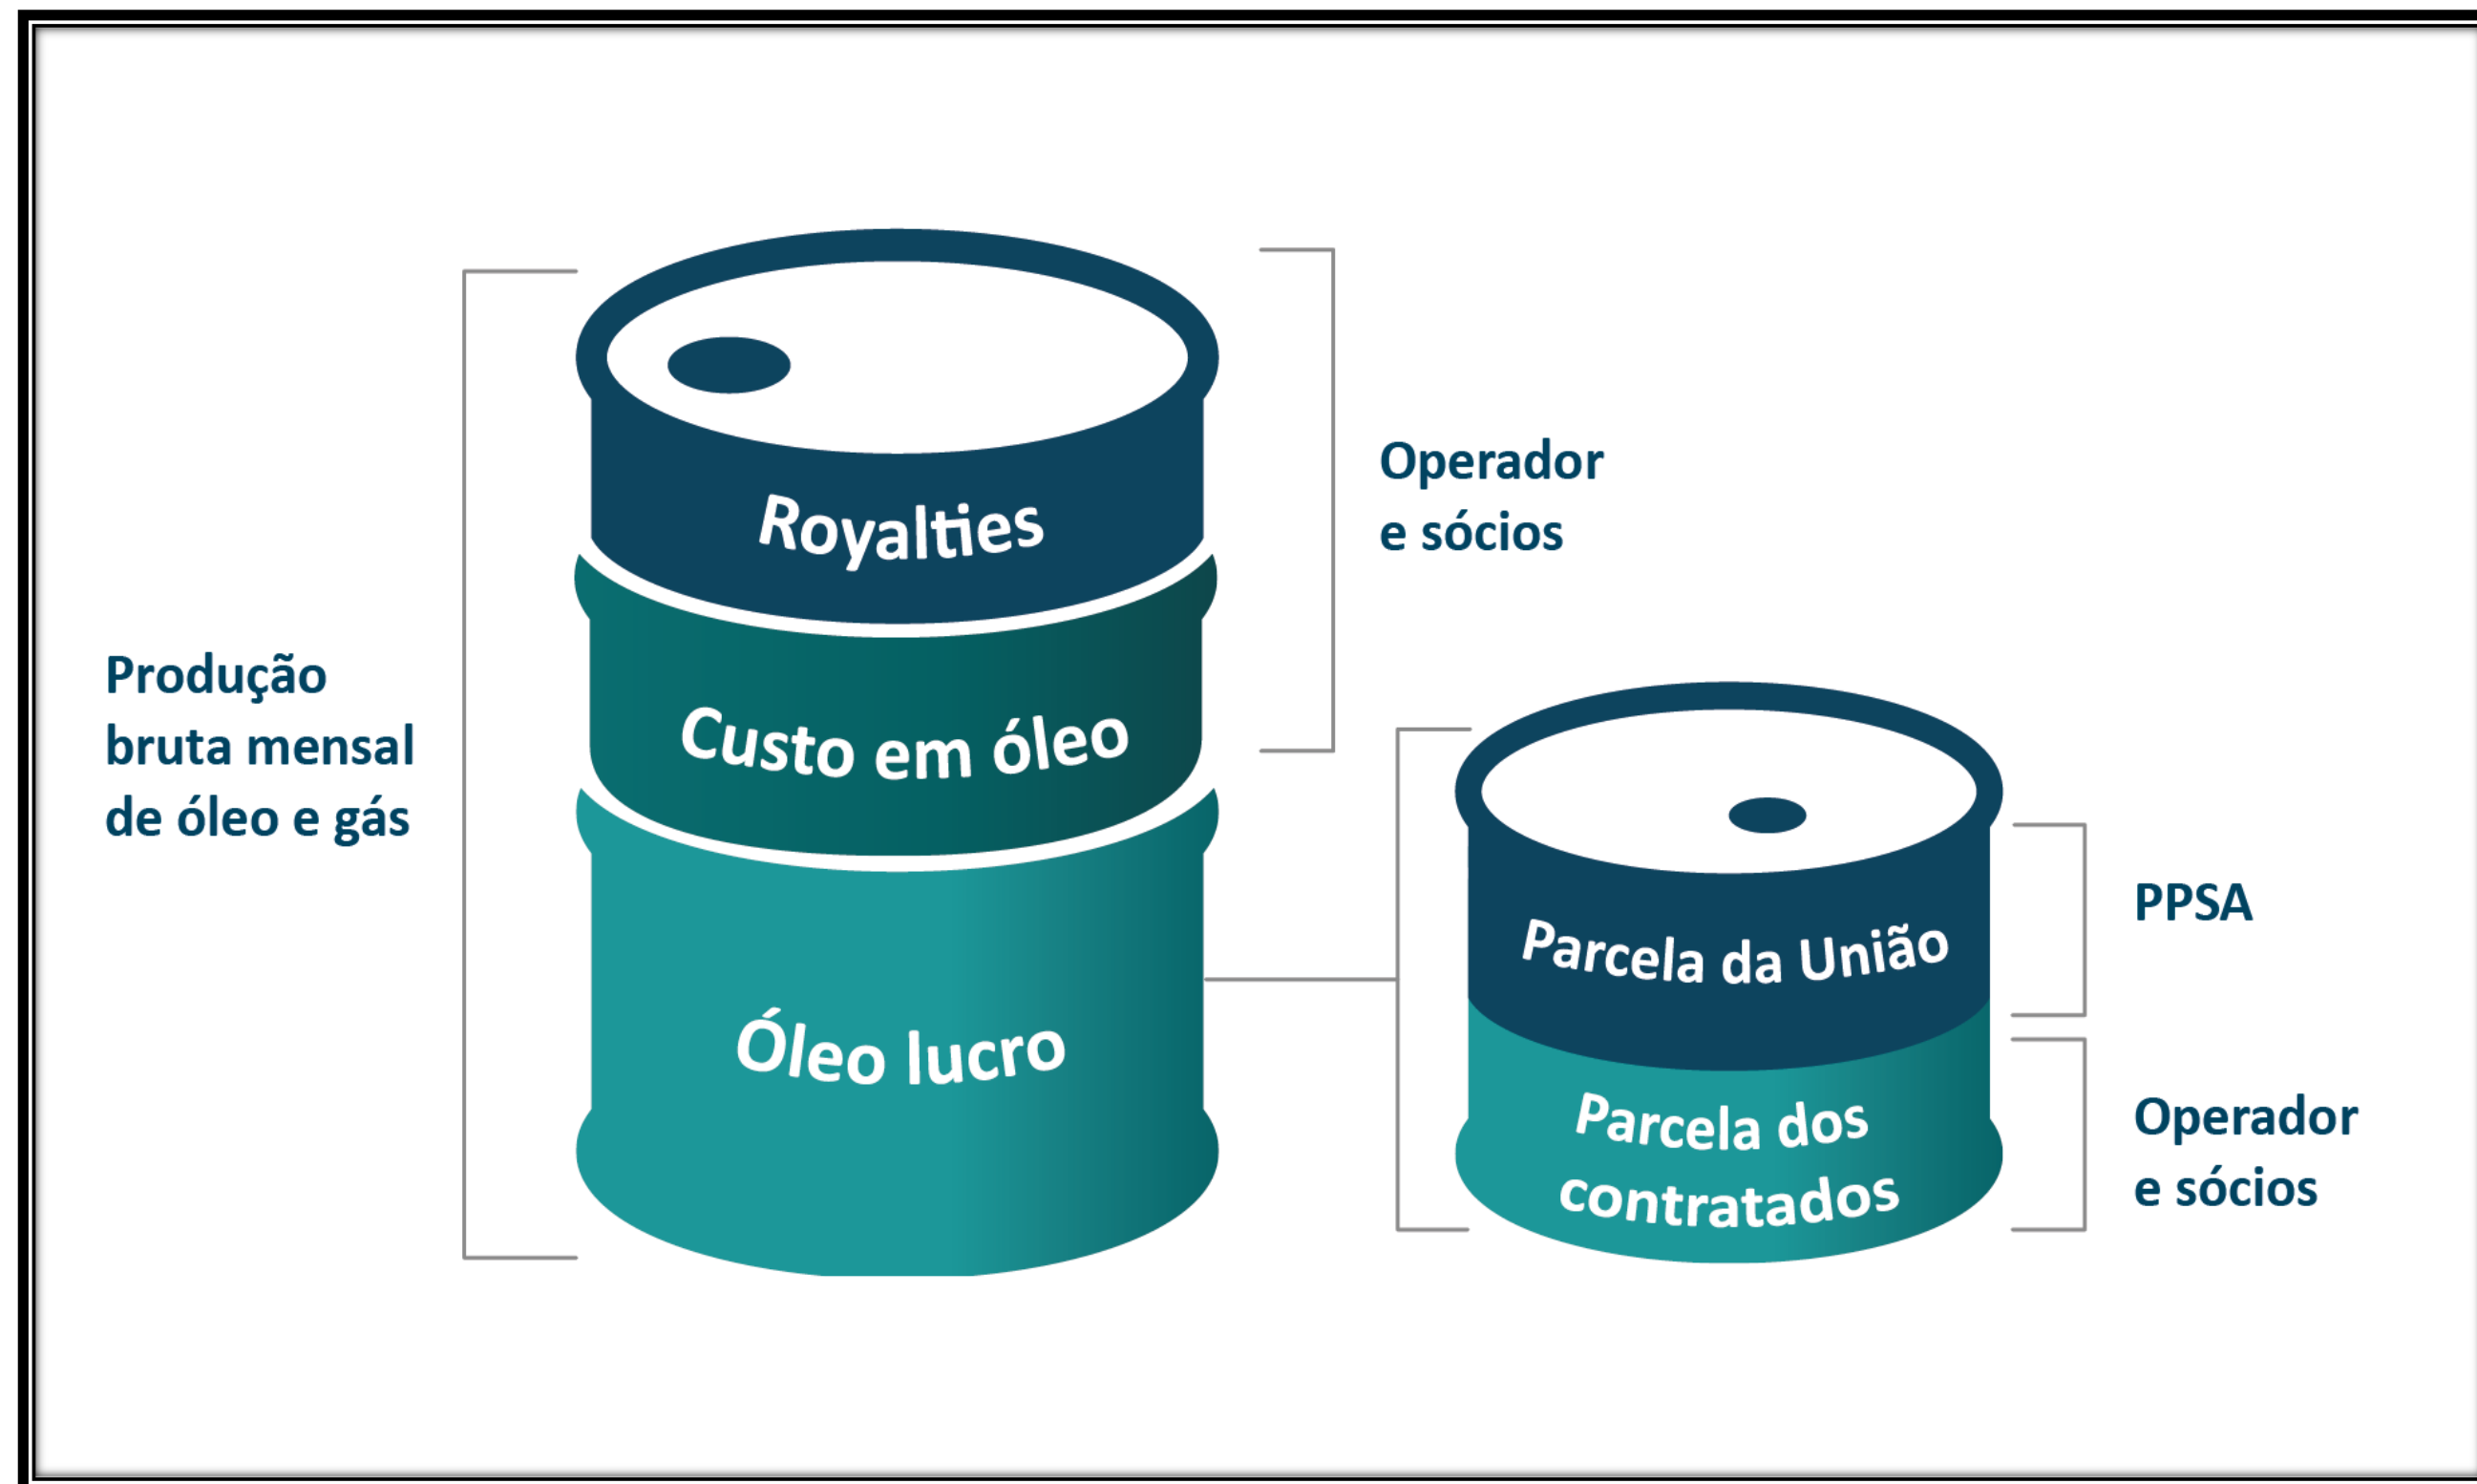 Produção
bruta mensal
de óleo e gás
Royalties
Custo em óleo
Óleo lucro
Operador
e sócios
Parcela da União
Parcela dos
contratados
PPSA
Operador
e sócios